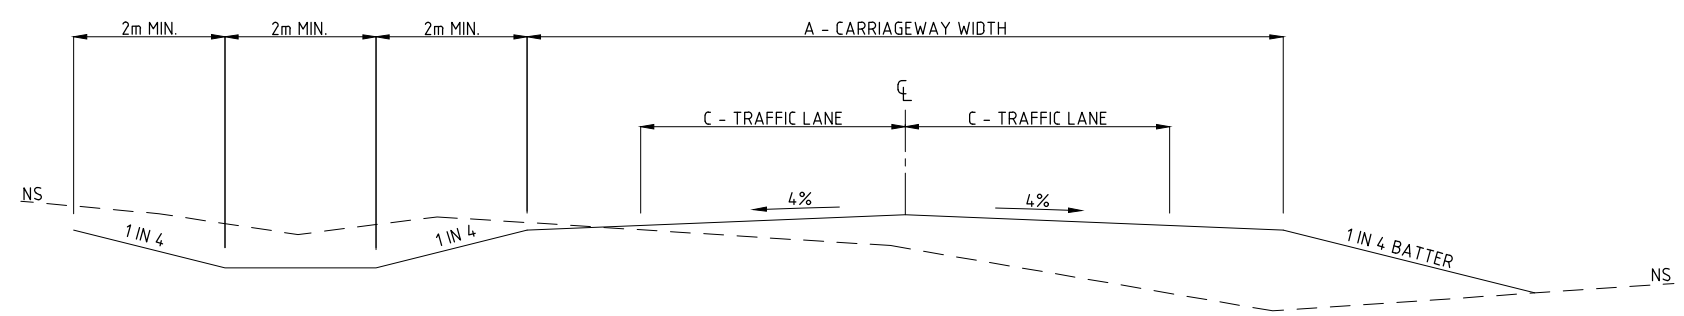 2m MIN.
2m MIN.
2m MIN.
A - CARRIAGEWAY WIDTH
℄
C - TRAFFIC LANE
C - TRAFFIC LANE
NS
4%
4%
1 IN 4
1 IN 4
1 IN 4 BATTER
NS